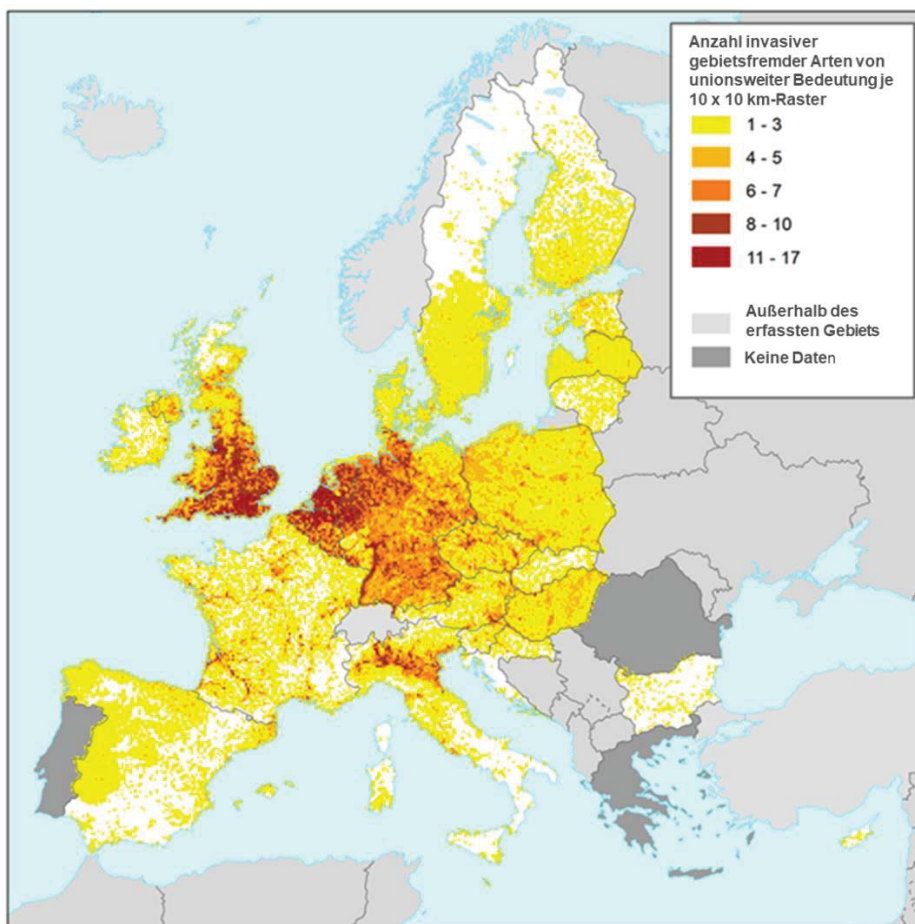 Anzahl invasiver
gebietsfremder Arten von
unionsweiter Bedeutung je
10 x 10 km-Raster
1 - 3
4 - 5
6 - 7
8 - 10
11 - 17
Außerhalb des
erfassten Gebiets
Keine Daten